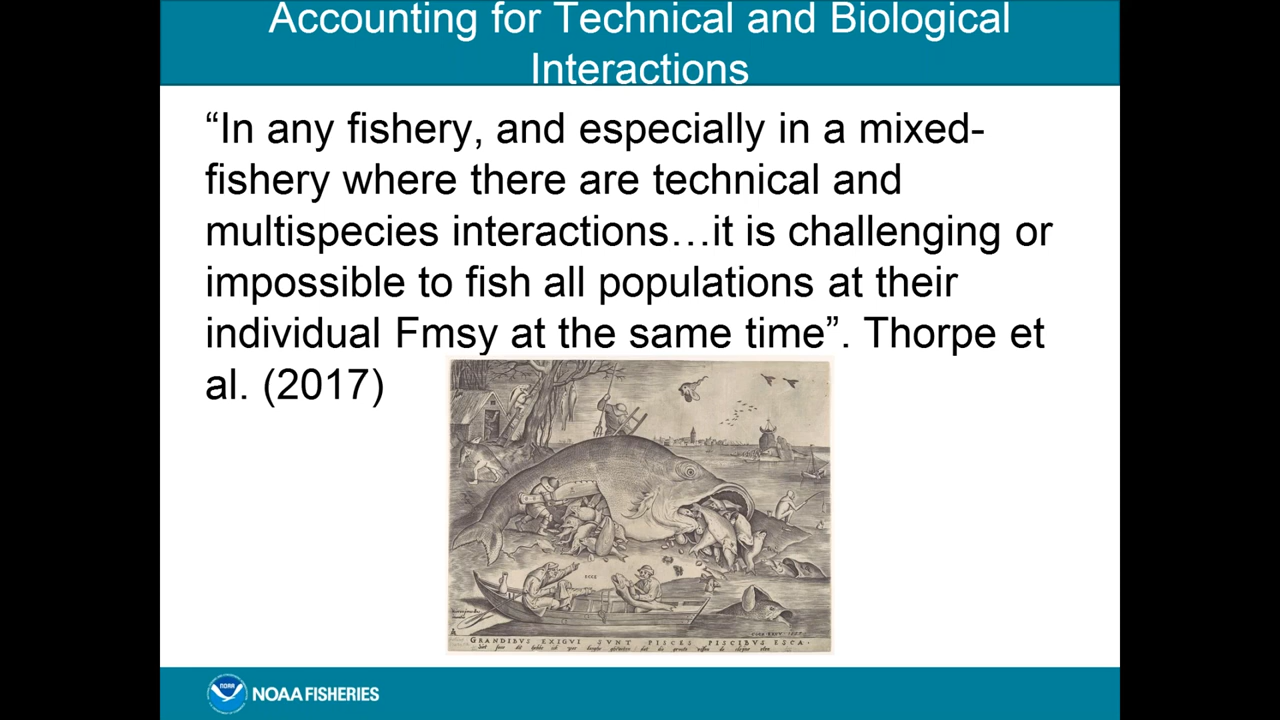 Accounting for Technical and Biological
Interactions
“In any fishery, and especially in a mixed-
fishery where there are technical and
multispecies interactions…it is challenging or
impossible to fish all populations at their
individual Fmsy at the same time”. Thorpe et
al. (2017)
ECCE
GRANDIBVS EXIGVI SVNT PISCES PISCIBVS ESCA.
NOAA
NOAA FISHERIES